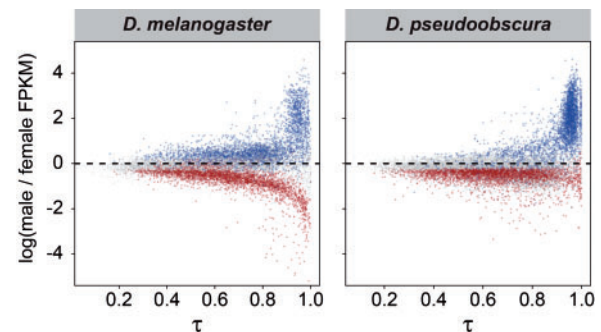 D. melanogaster
D. pseudoobscura
log(male / female FPKM)
4
2
0
-2
-4
0.2 0.4 0.6 0.8 1.0
0.2 0.4 0.6 0.8 1.0
τ
τ